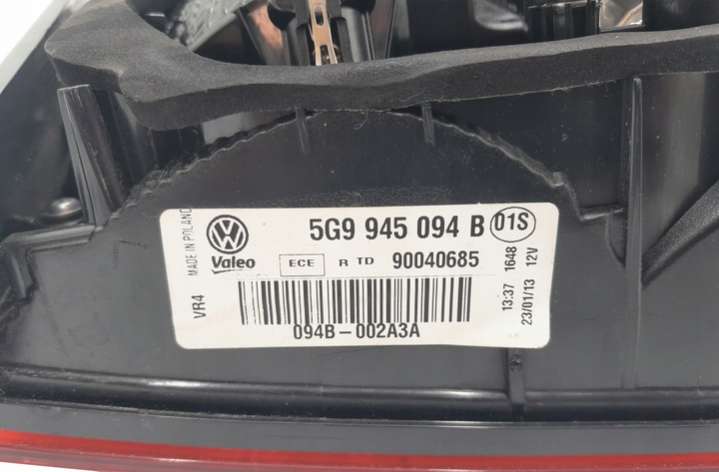 MADE IN POLAND
VW
Valeo
5G9 945 094 B
01S
ECE
R TD
90040685
VR4
094B-002A3A
13:37 1648
23/01/13 12V